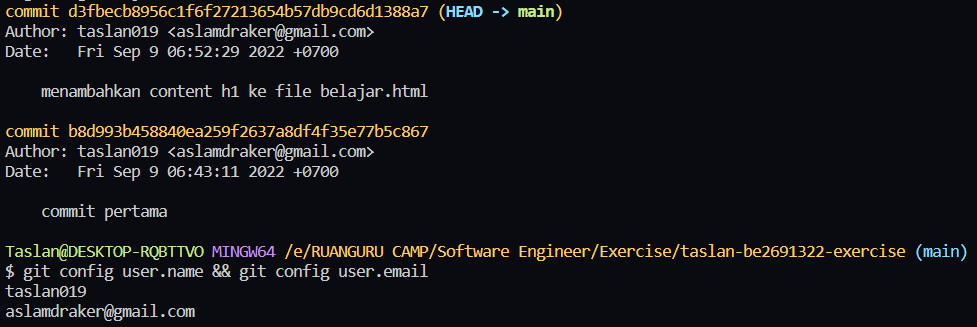 commit d3fbecb8956c1f6f27213654b57db9cd6d1388a7 (HEAD -> main)
Author: taslan019 <aslamdraker@gmail.com>
Date:   Fri Sep 9 06:52:29 2022 +0700
menambahkan content h1 ke file belajar.html
commit b8d993b458840ea259f2637a8df4f35e77b5c867
Author: taslan019 <aslamdraker@gmail.com>
Date:   Fri Sep 9 06:43:11 2022 +0700
commit pertama
Taslan@DESKTOP-RQBTTVO MINGW64 /e/RUANGURU CAMP/Software Engineer/Exercise/taslan-be2691322-exercise (main)
$ git config user.name && git config user.email
taslan019
aslamdraker@gmail.com